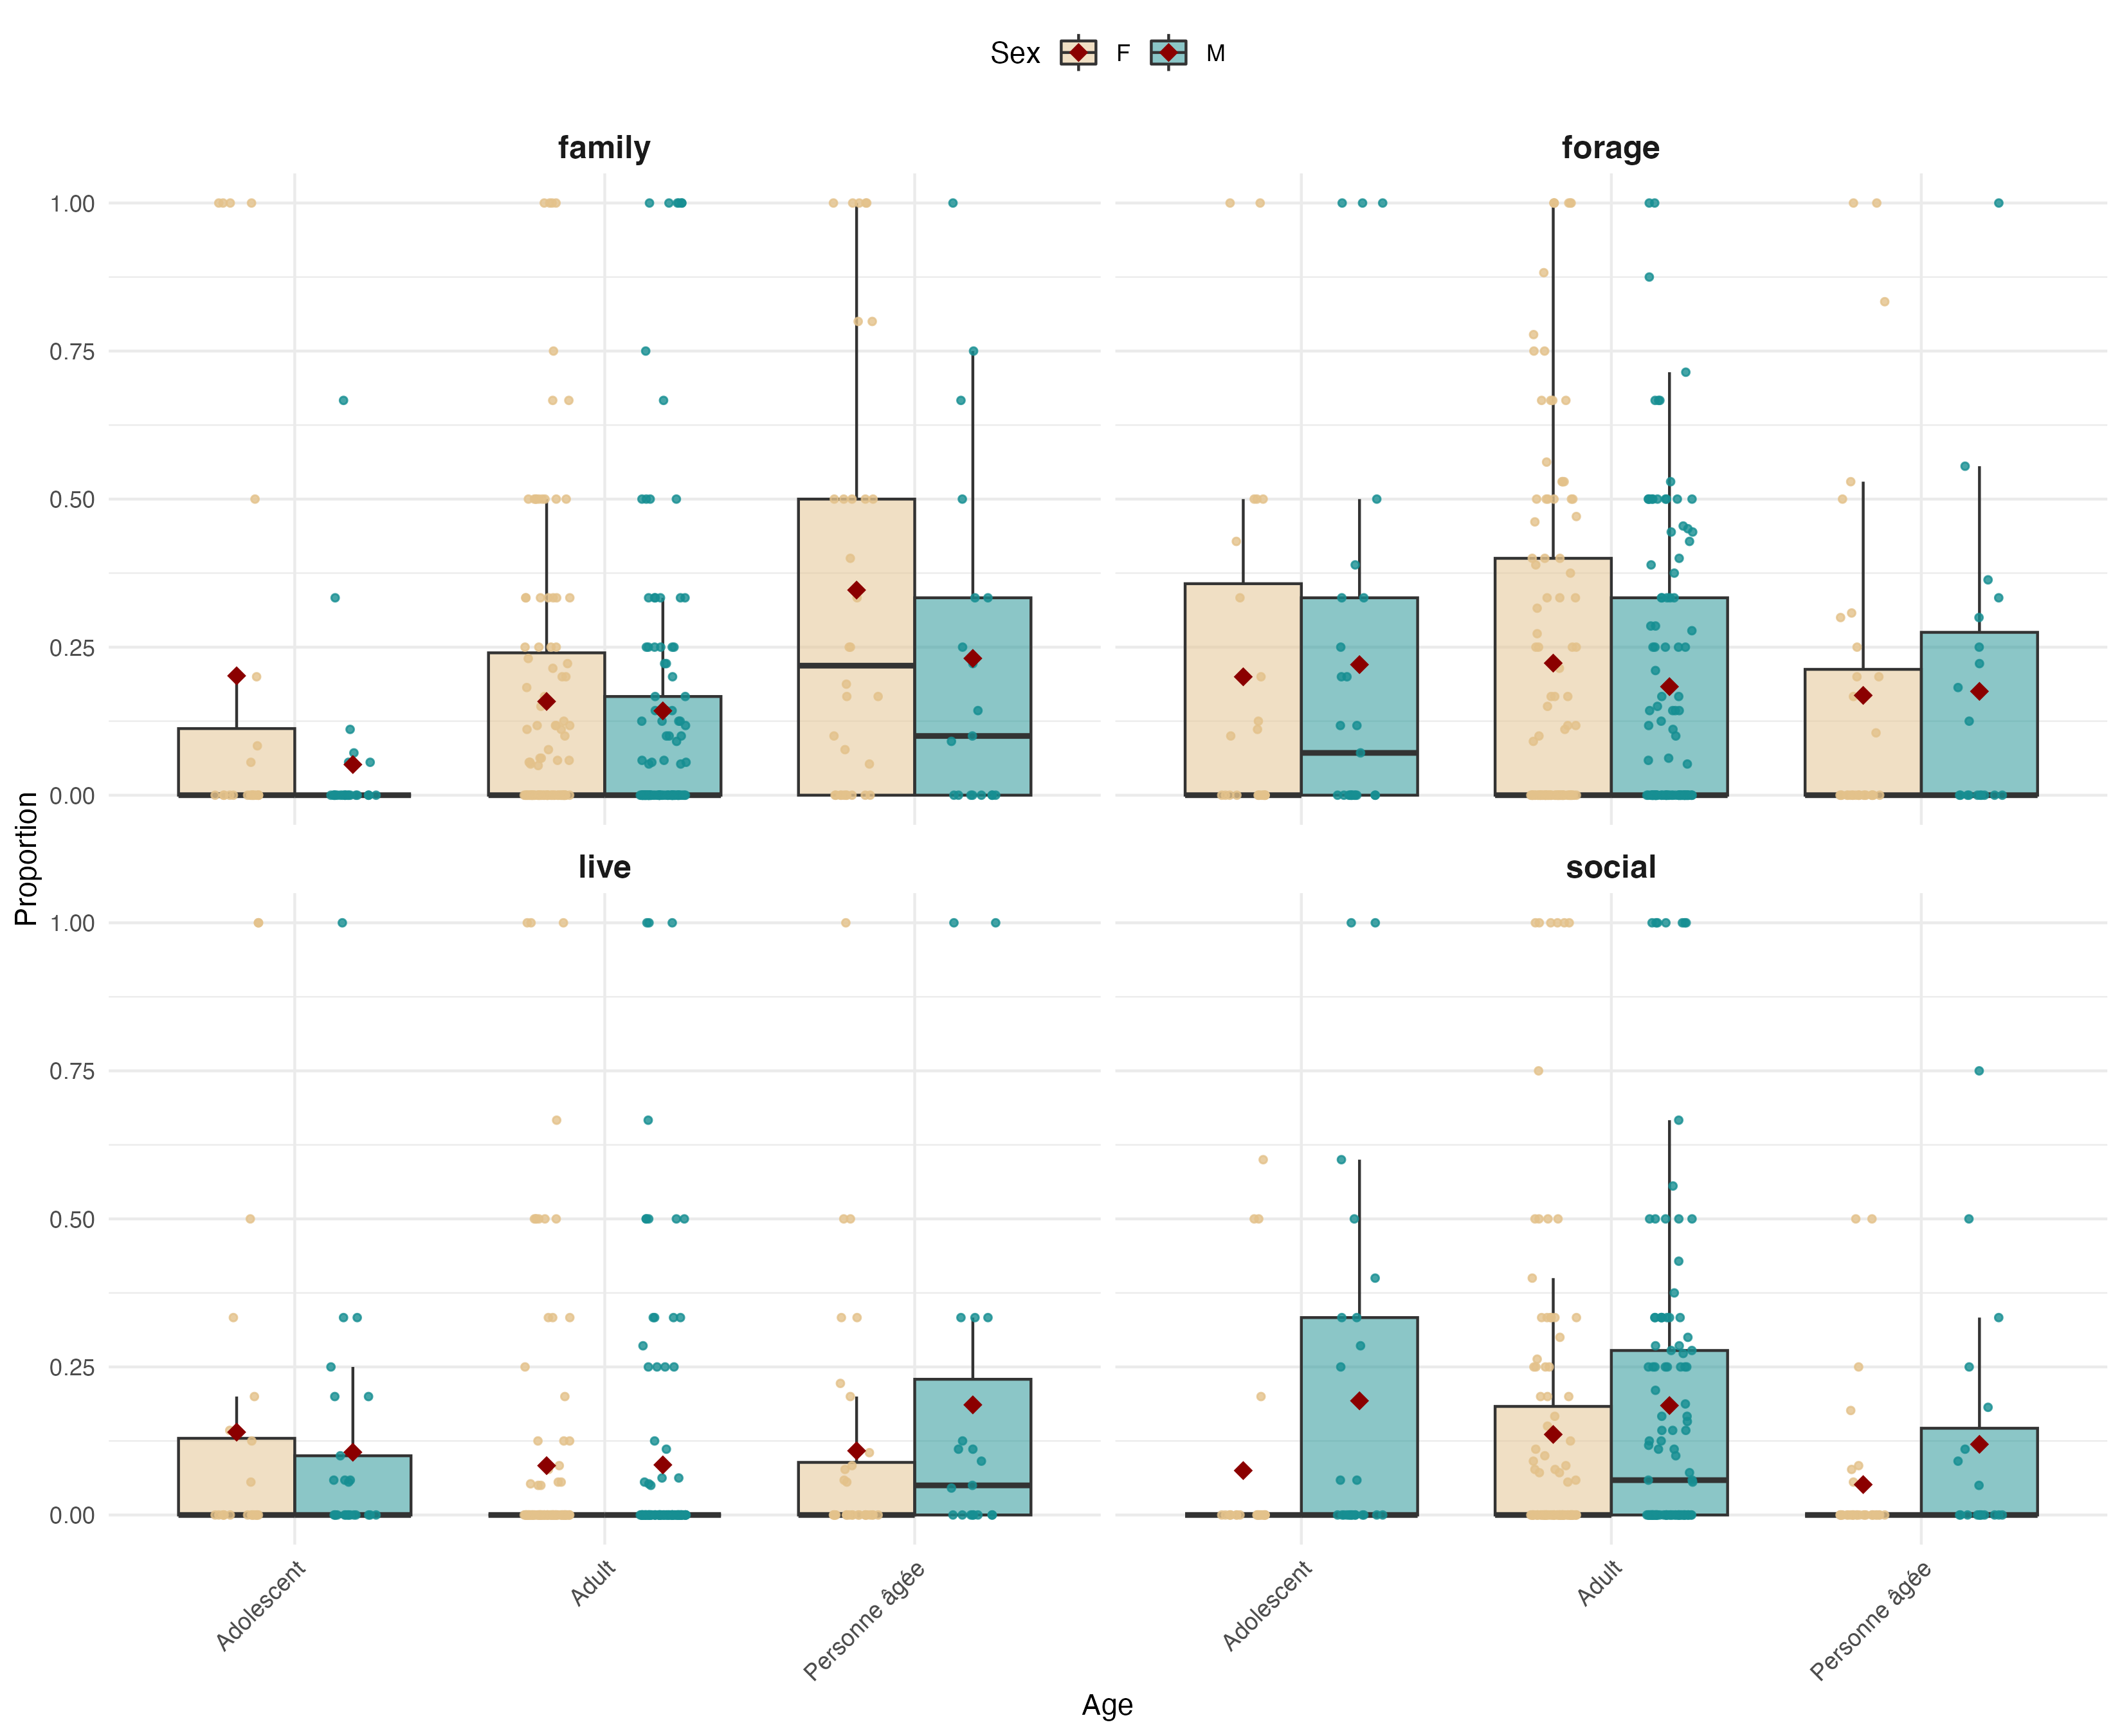 Sex F M
family
forage
Proportion
1.00
0.75
0.50
0.25
0.00
live
social
1.00
0.75
0.50
0.25
0.00
Adolescent
Adult
Personne âgée
Adolescent
Adult
Personne âgée
Age